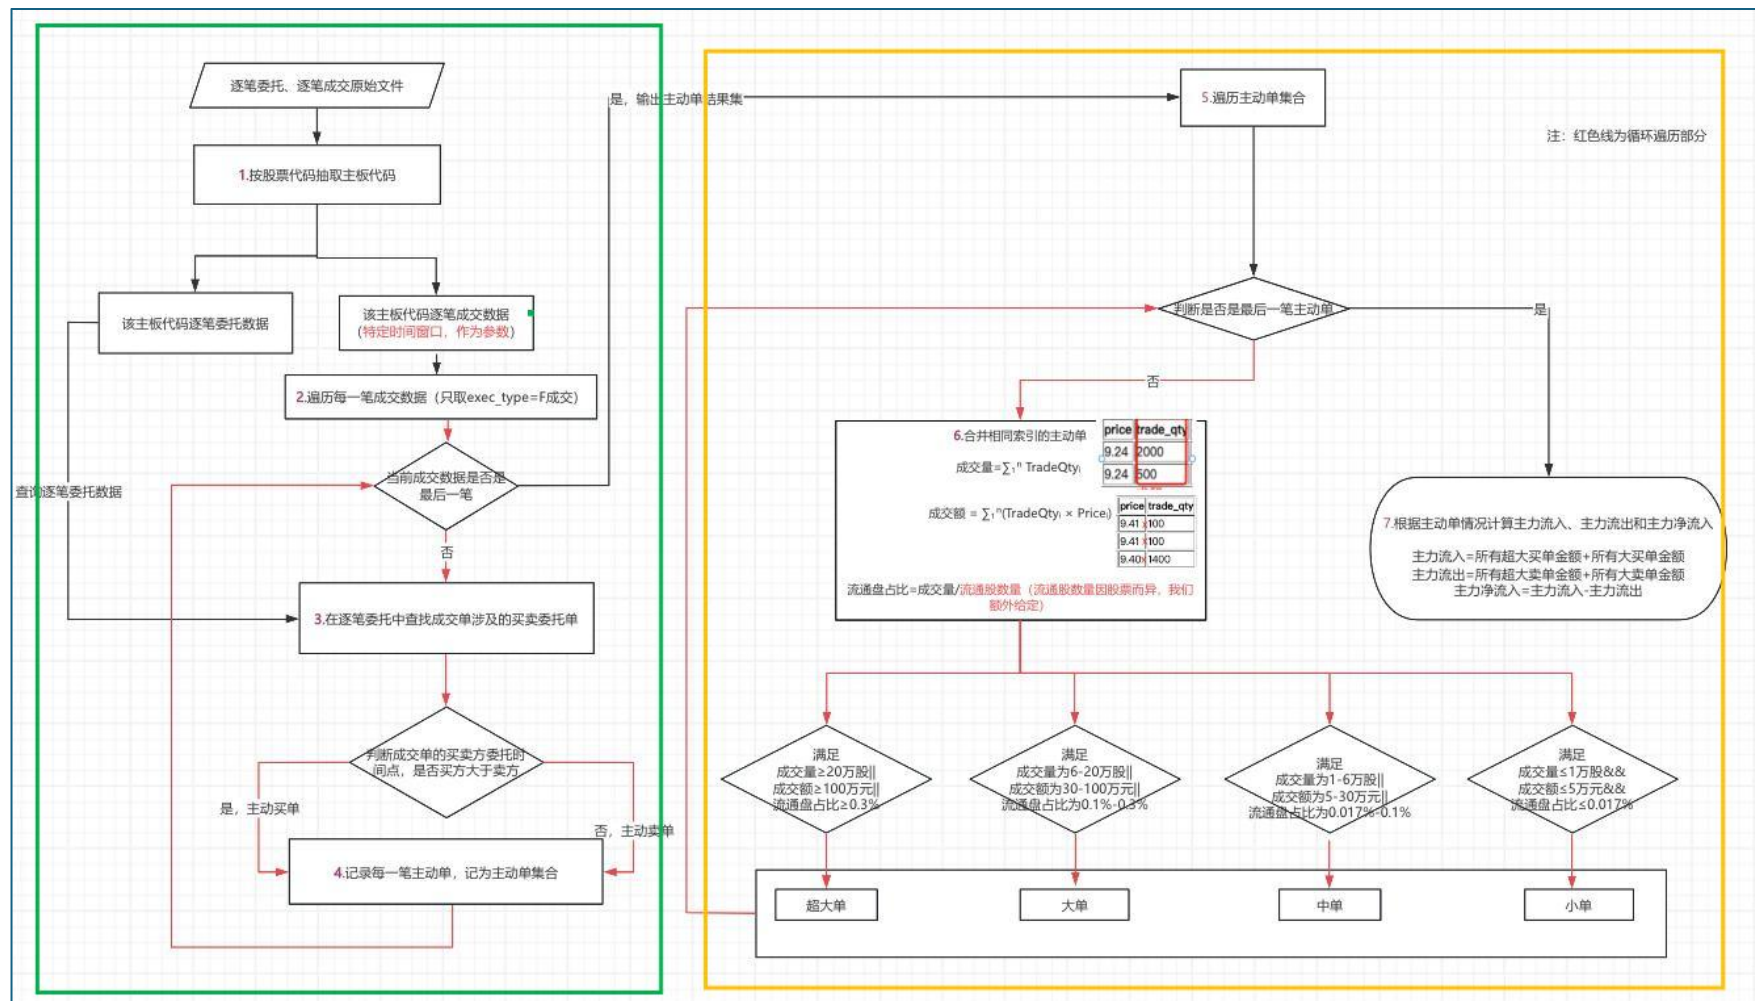 逐笔委托、逐笔成交原始文件
1.按股票代码抽取主板代码
该主板代码逐笔委托数据
该主板代码逐笔成交数据
(特定时间窗口，作为参数)
2.遍历每一笔成交数据（只取exec_type=F成交)
当前成交数据是否是
最后一笔
查询逐笔委托数据
否
3.在逐笔委托中查找成交单涉及的买卖委托单
判断成交单的买卖方委托时
间点，是否买方大于卖方
是，主动买单
否，主动卖单
4.记录每一笔主动单，记为主动单集合
是，输出主动单结果集
5.遍历主动单集合
注：红色线为循环遍历部分
判断是否是最后一笔主动单
是
否
6.合并相同索引的主动单
成交量=∑₁ⁿ TradeQtyᵢ
price trade_qty
9.24 2000
9.24 500
成交额 = ∑₁ⁿ(TradeQtyᵢ × Priceᵢ)
price trade_qty
9.41 x 100
9.41 x 100
9.40 x 1400
流通盘占比=成交量/流通股数量（流通股数量因股票而异，我们
额外给定）
7.根据主动单情况计算主力流入、主力流出和主力净流入
主力流入=所有超大买单金额+所有大买单金额
主力流出=所有超大卖单金额+所有大卖单金额
主力净流入=主力流入-主力流出
满足
成交量≥20万股||
成交额≥100万元||
流通盘占比≥0.3%
满足
成交量为6-20万股||
成交额为30-100万元||
流通盘占比为0.1%-0.3%
满足
成交量为1-6万股||
成交额为5-30万元||
流通盘占比为0.017%-0.1%
满足
成交量≤1万股&&
成交额≤5万元&&
流通盘占比≤0.017%
超大单
大单
中单
小单